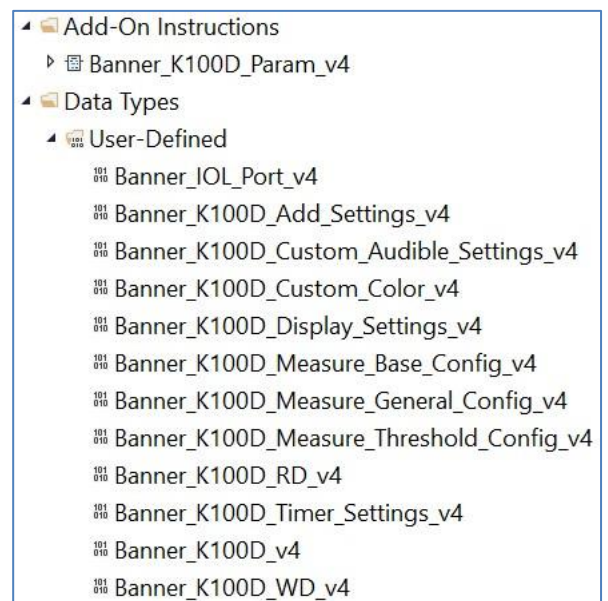 Add-On Instructions
Banner_K100D_Param_v4
Data Types
User-Defined
Banner_IOL_Port_v4
Banner_K100D_Add_Settings_v4
Banner_K100D_Custom_Audible_Settings_v4
Banner_K100D_Custom_Color_v4
Banner_K100D_Display_Settings_v4
Banner_K100D_Measure_Base_Config_v4
Banner_K100D_Measure_General_Config_v4
Banner_K100D_Measure_Threshold_Config_v4
Banner_K100D_RD_v4
Banner_K100D_Timer_Settings_v4
Banner_K100D_v4
Banner_K100D_WD_v4